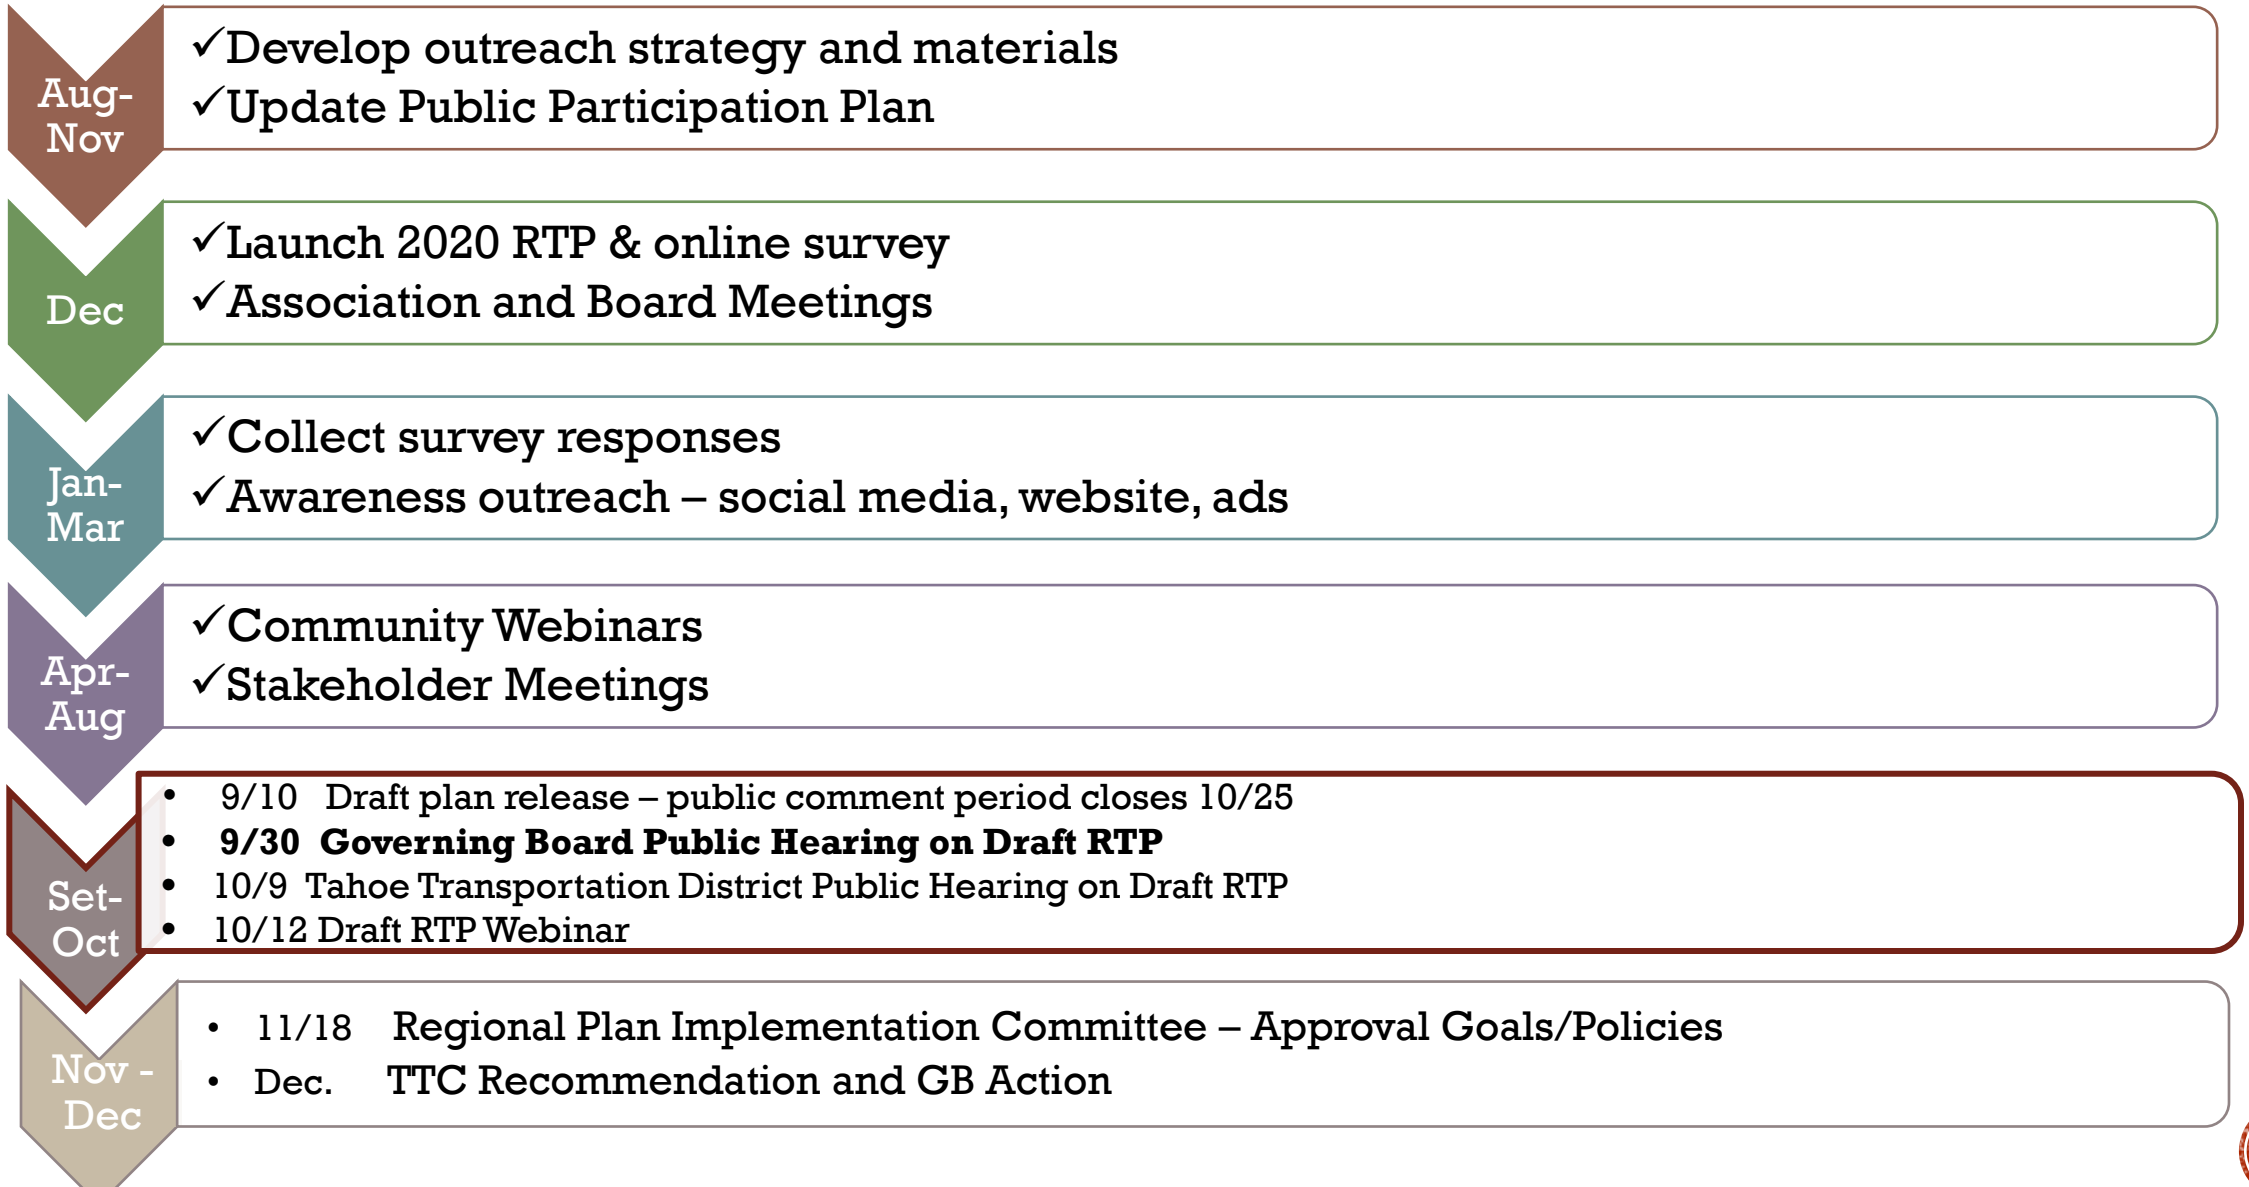 Aug-
Nov
✓Develop outreach strategy and materials
✓Update Public Participation Plan
Dec
✓Launch 2020 RTP & online survey
✓Association and Board Meetings
Jan-
Mar
✓Collect survey responses
✓Awareness outreach – social media, website, ads
Apr-
Aug
✓Community Webinars
✓Stakeholder Meetings
Set-
Oct
• 9/10 Draft plan release – public comment period closes 10/25
• 9/30 Governing Board Public Hearing on Draft RTP
• 10/9 Tahoe Transportation District Public Hearing on Draft RTP
• 10/12 Draft RTP Webinar
Nov -
Dec
• 11/18 Regional Plan Implementation Committee – Approval Goals/Policies
• Dec. TTC Recommendation and GB Action